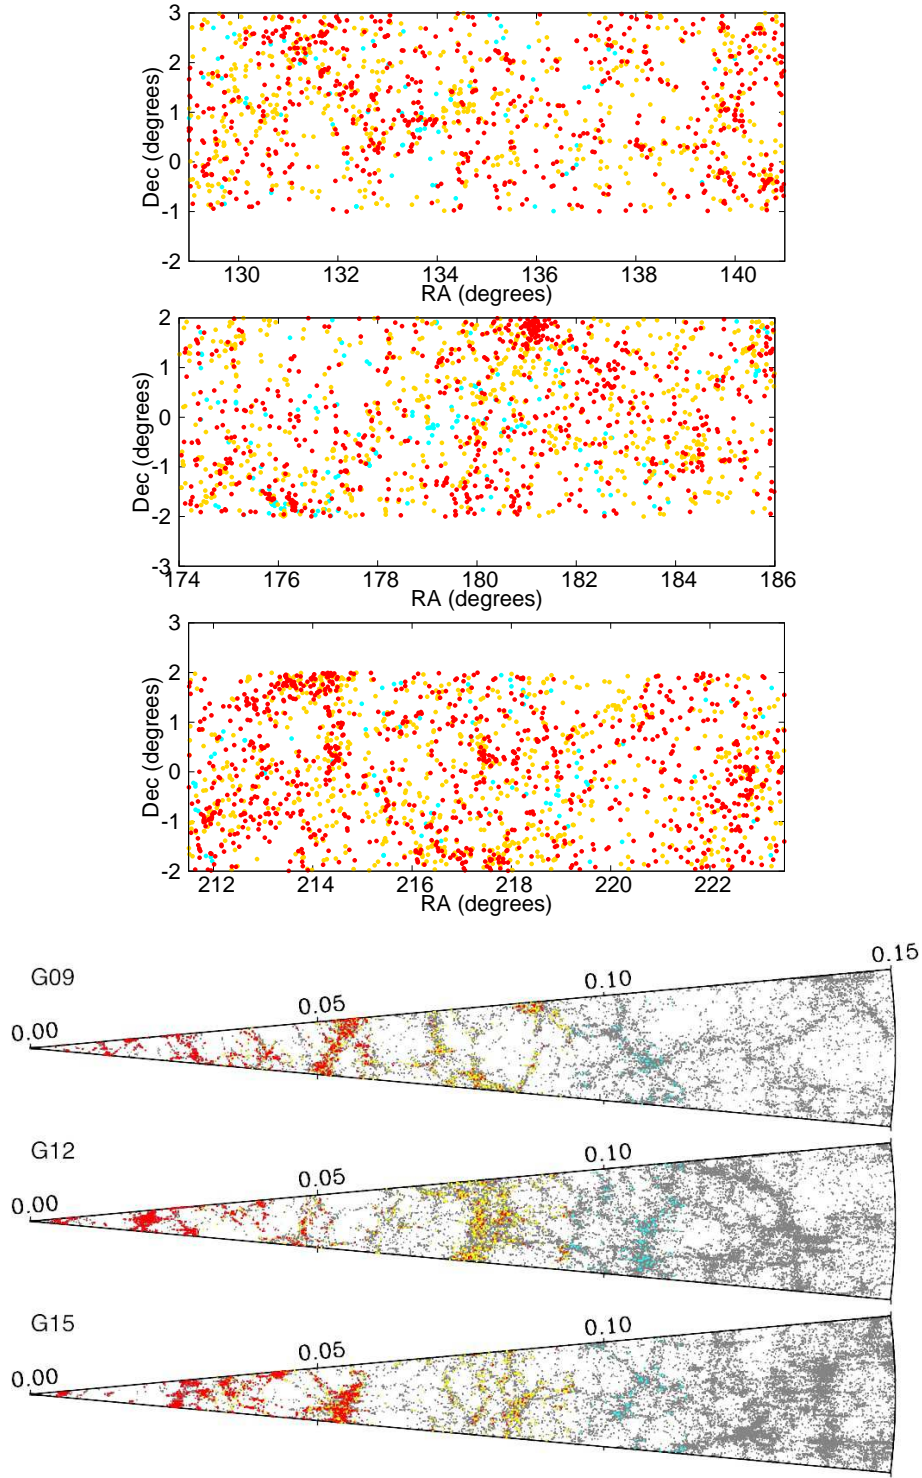 3
2
1
0
-1
-2
Dec (degrees)
130 132 134 136 138 140
RA (degrees)
2
1
0
-1
-2
-3
Dec (degrees)
174 176 178 180 182 184 186
RA (degrees)
3
2
1
0
-1
-2
Dec (degrees)
212 214 216 218 220 222
RA (degrees)
G09
0.00 0.05 0.10 0.15
G12
0.00 0.05 0.10
G15
0.00 0.05 0.10